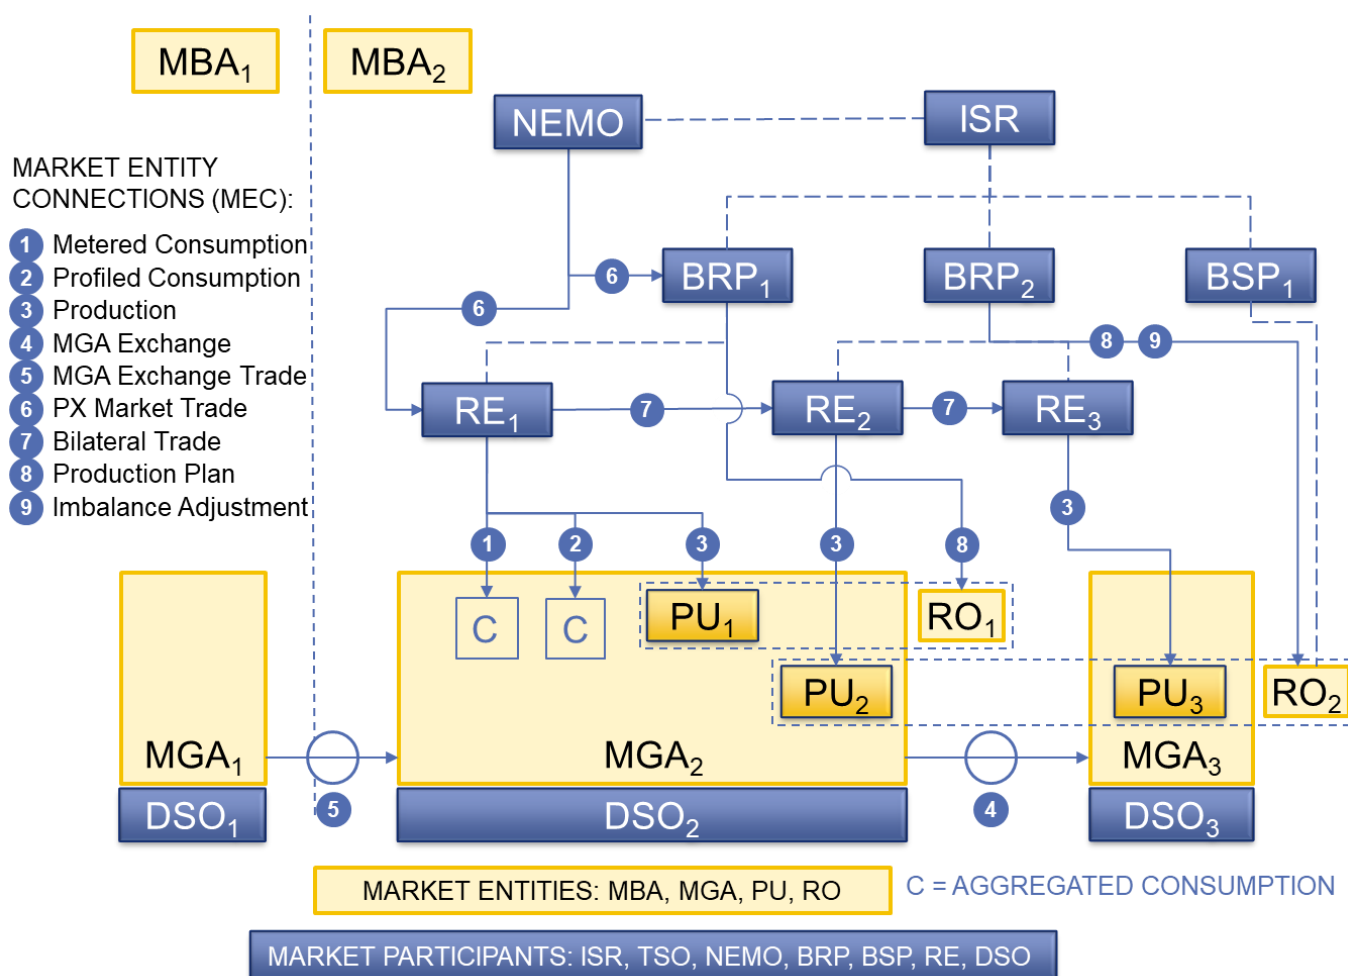 MBA1
MBA2
NEMO
ISR
MARKET ENTITY
CONNECTIONS (MEC):
1 Metered Consumption
2 Profiled Consumption
3 Production
4 MGA Exchange
5 MGA Exchange Trade
6 PX Market Trade
7 Bilateral Trade
8 Production Plan
9 Imbalance Adjustment
6
BRP1
BRP2
BSP1
6
8
9
RE1
7
RE2
7
RE3
3
1
2
3
3
8
C
C
PU1
RO1
PU2
PU3
RO2
MGA1
MGA2
MGA3
DSO1
5
DSO2
4
DSO3
MARKET ENTITIES: MBA, MGA, PU, RO
C = AGGREGATED CONSUMPTION
MARKET PARTICIPANTS: ISR, TSO, NEMO, BRP, BSP, RE, DSO